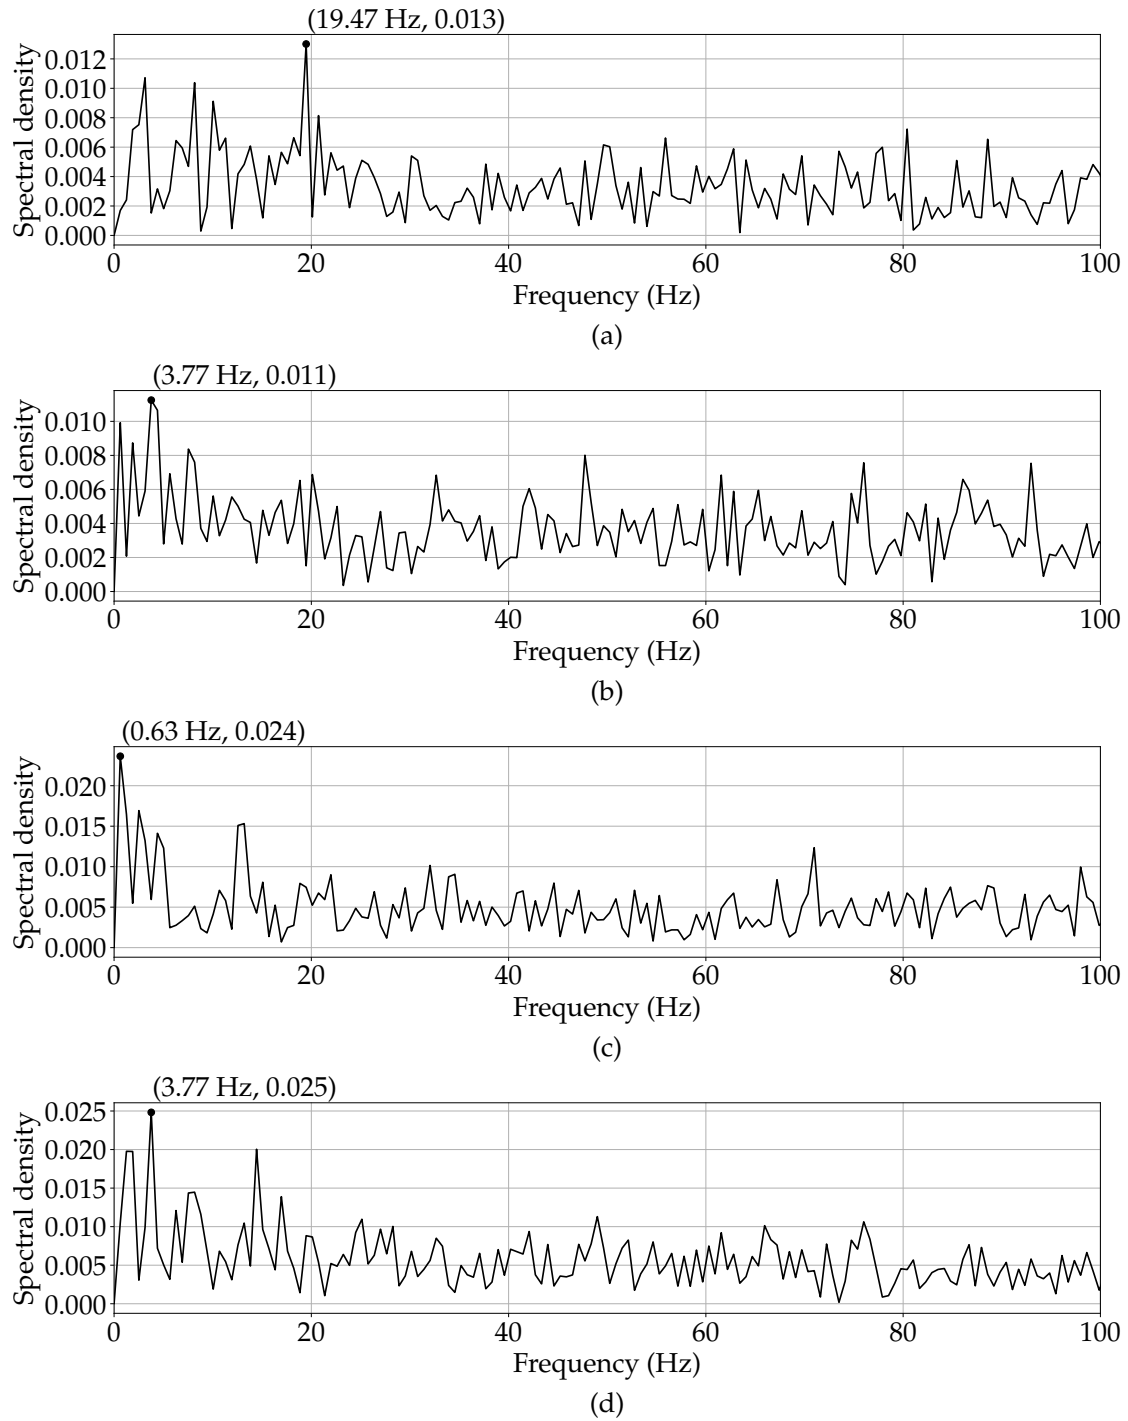 (19.47 Hz, 0.013)
Spectral density
0.012
0.010
0.008
0.006
0.004
0.002
0.000
0 20 40 60 80 100
Frequency (Hz)
(a)
(3.77 Hz, 0.011)
Spectral density
0.010
0.008
0.006
0.004
0.002
0.000
0 20 40 60 80 100
Frequency (Hz)
(b)
(0.63 Hz, 0.024)
Spectral density
0.020
0.015
0.010
0.005
0.000
0 20 40 60 80 100
Frequency (Hz)
(c)
(3.77 Hz, 0.025)
Spectral density
0.025
0.020
0.015
0.010
0.005
0.000
0 20 40 60 80 100
Frequency (Hz)
(d)